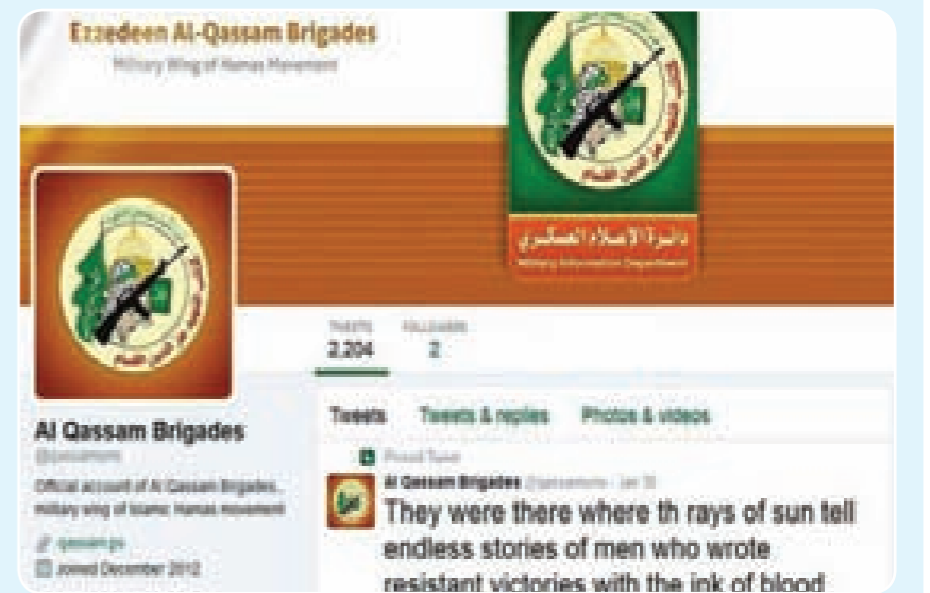 Ezzedeen Al-Qassam Brigades
Military Wing of Hamas Movement
دائرة الإعلام العسكري
Military Information Department
TWEETS FOLLOWERS
2,204 2
Al Qassam Brigades
Official account of Al Qassam Brigades,
military wing of Islamic Hamas movement
Joined December 2012
Tweets Tweets & replies Photos & videos
Pinned Tweet
Al Qassam Brigades
They were there where th rays of sun tell
endless stories of men who wrote
resistant victories with the ink of blood